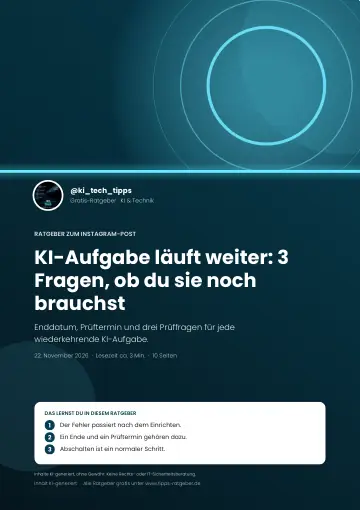 @ki_tech_tipps
Gratis-Ratgeber · KI & Technik
RATGEBER ZUM INSTAGRAM-POST
KI-Aufgabe läuft weiter: 3
Fragen, ob du sie noch
brauchst
Enddatum, Prüftermin und drei Prüffragen für jede
wiederkehrende KI-Aufgabe.
22. November 2026 · Lesezeit ca. 3 Min. · 10 Seiten
DAS LERNST DU IN DIESEM RATGEBER
1 Der Fehler passiert nach dem Einrichten.
2 Ein Ende und ein Prüftermin gehören dazu.
3 Abschalten ist ein normaler Schritt.
Inhalte KI-generiert, ohne Gewähr. Keine Rechts- oder IT-Sicherheitsberatung.
Inhalt KI-generiert · Alle Ratgeber gratis unter www.tipps-ratgeber.de